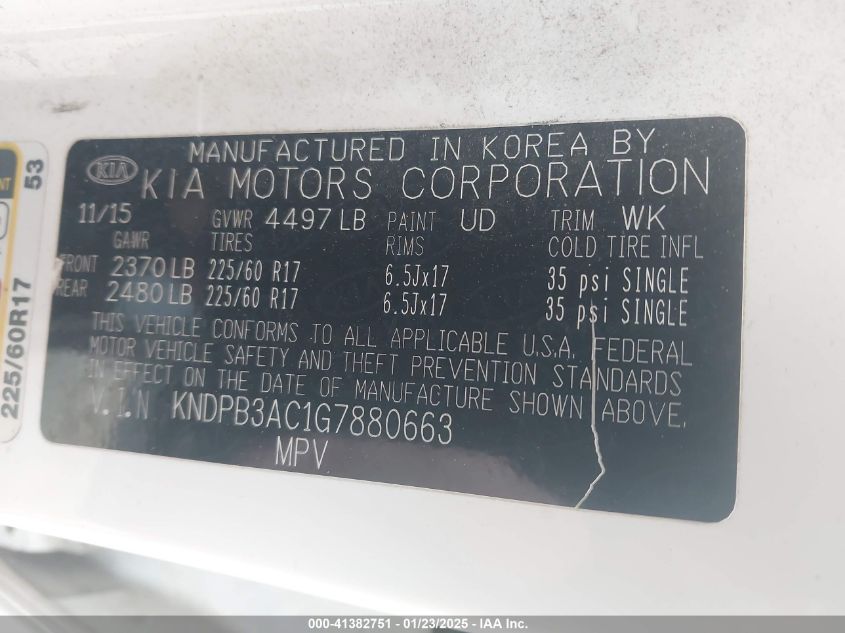 MANUFACTURED IN KOREA BY
KIA
KIA MOTORS CORPORATION
11/15 GVWR 4497 LB PAINT UD TRIM WK
GAWR TIRES RIMS COLD TIRE INFL
FRONT 2370 LB 225/60 R17 6.5Jx17 35 psi SINGLE
REAR 2480 LB 225/60 R17 6.5Jx17 35 psi SINGLE
THIS VEHICLE CONFORMS TO ALL APPLICABLE U.S.A. FEDERAL
MOTOR VEHICLE SAFETY AND THEFT PREVENTION STANDARDS
IN EFFECT ON THE DATE OF MANUFACTURE SHOWN ABOVE.
V.I.N KNDPB3AC1G7880663
MPV
53
225/60R17
000-41382751 - 01/23/2025 - IAA Inc.